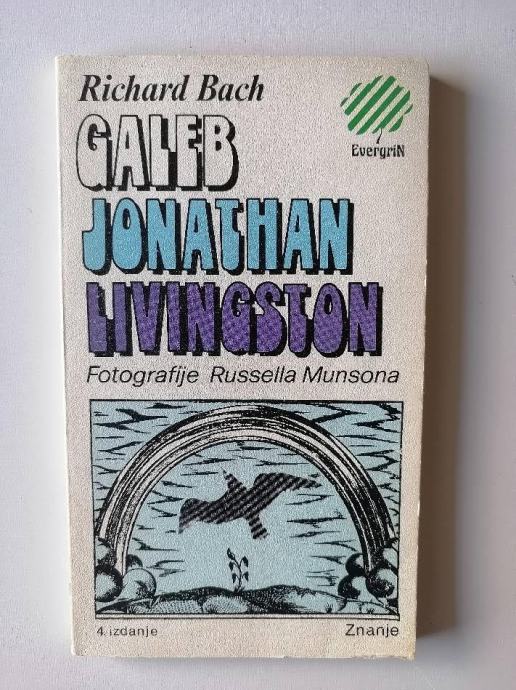 Richard Bach
EvergriN
GALEB
JONATHAN
LIVINGSTON
Fotografije Russella Munsona
4. izdanje
Znanje